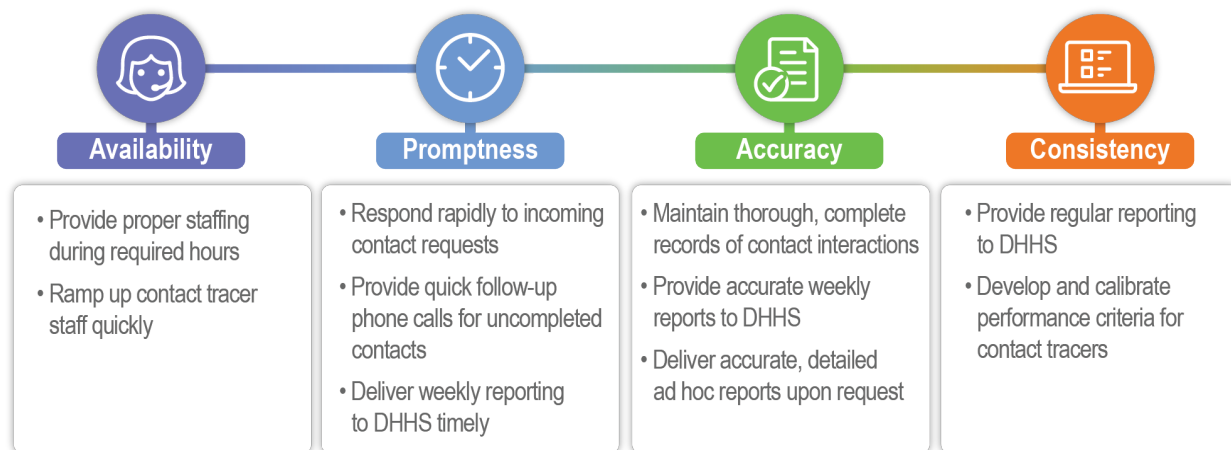 Availability
Promptness
Accuracy
Consistency
• Provide proper staffing
during required hours
• Ramp up contact tracer
staff quickly
• Respond rapidly to incoming
contact requests
• Provide quick follow-up
phone calls for uncompleted
contacts
• Deliver weekly reporting
to DHHS timely
• Maintain thorough, complete
records of contact interactions
• Provide accurate weekly
reports to DHHS
• Deliver accurate, detailed
ad hoc reports upon request
• Provide regular reporting
to DHHS
• Develop and calibrate
performance criteria for
contact tracers